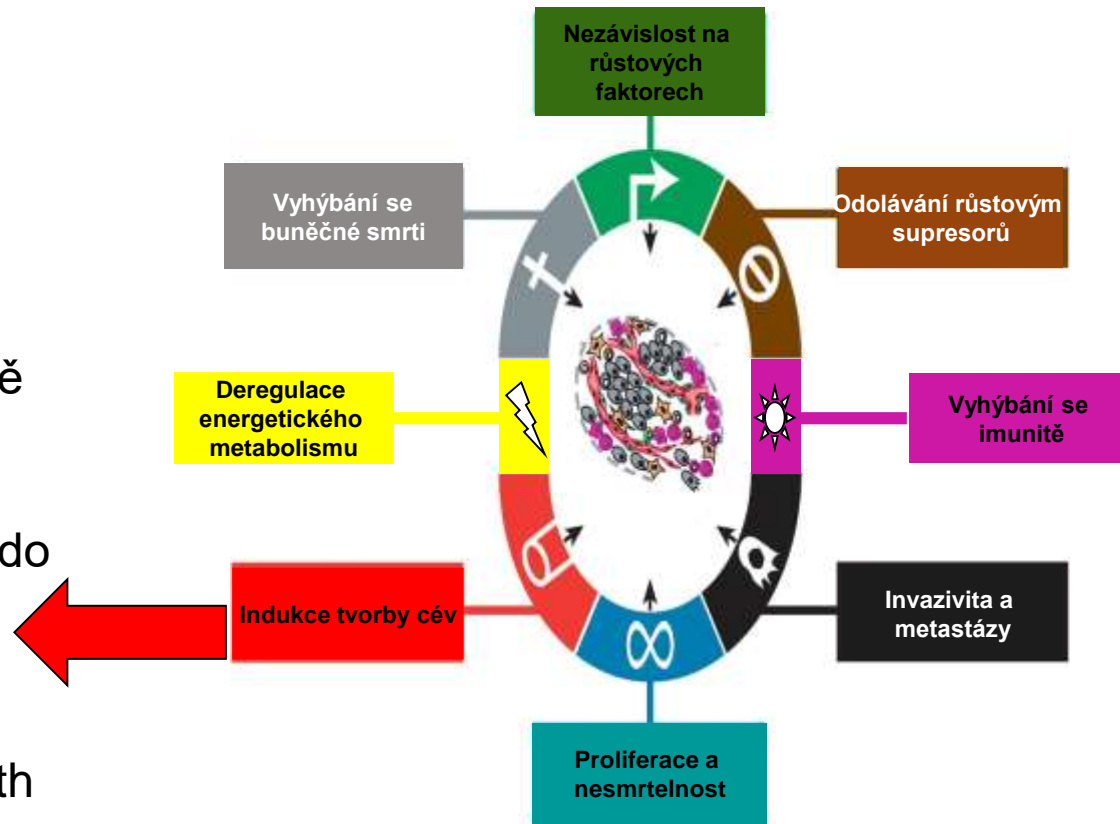 Nezávislost na
růstových
faktorech
Vyhýbání se
buněčné smrti
Odolávání růstovým
supresorů
ě
Deregulace
energetického
metabolismu
Vyhýbání se
imunitě
do
Indukce tvorby cév
Invazivita a
metastázy
Proliferace a
nesmrtelnost
th